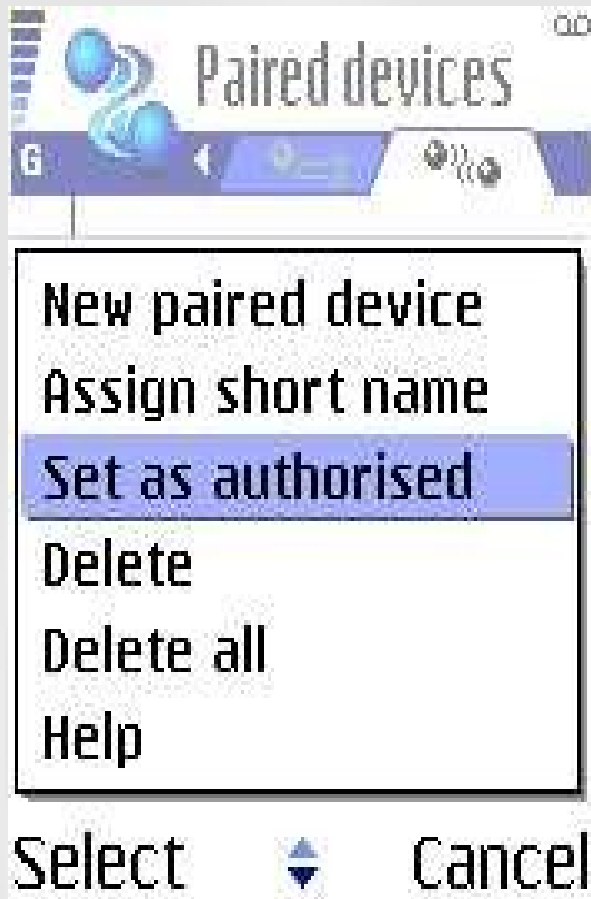 Paired devices
G
New paired device
Assign short name
Set as authorised
Delete
Delete all
Help
Select Cancel